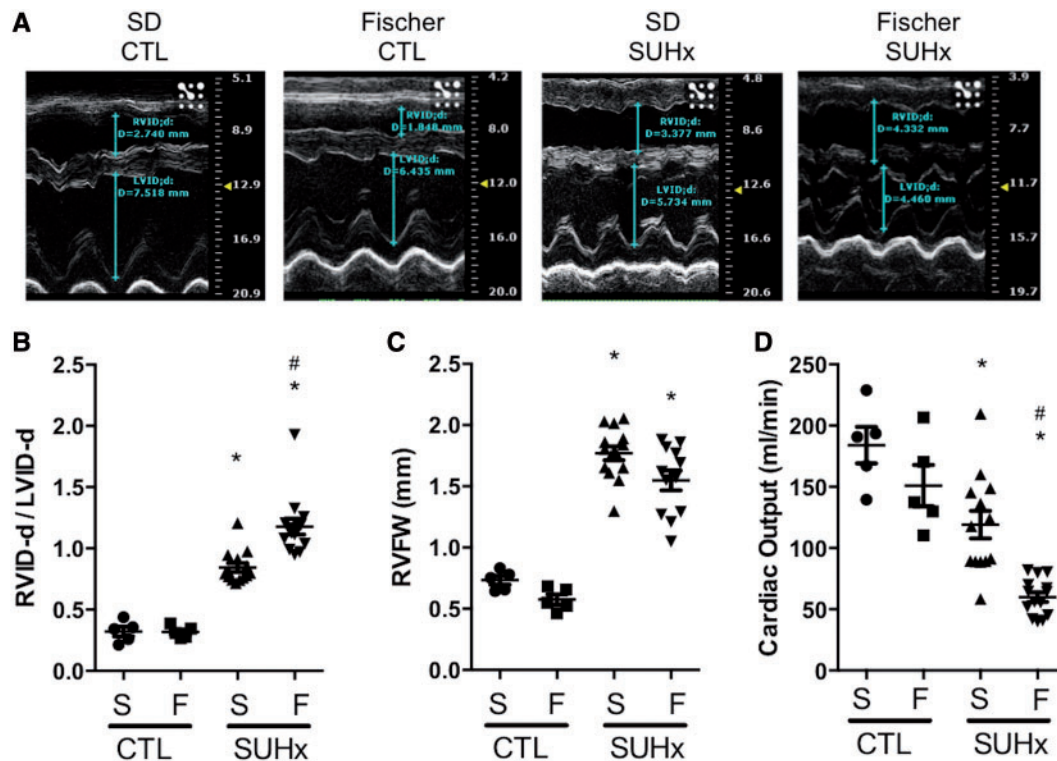 A
SD
CTL
Fischer
CTL
SD
SUHx
Fischer
SUHx
RVID;d:
D=2.740 mm
LVID;d:
D=7.518 mm
5.1
8.9
12.9
16.9
20.9
RVID;d:
D=1.848 mm
LVID;d:
D=6.435 mm
4.2
8.0
12.0
16.0
20.0
RVID;d:
D=3.377 mm
LVID;d:
D=5.734 mm
4.8
8.6
12.6
16.6
20.6
RVID;d:
D=4.332 mm
LVID;d:
D=4.460 mm
3.9
7.7
11.7
15.7
19.7
B
RVID-d / LVID-d
2.5
2.0
1.5
1.0
0.5
0.0
*
#
*
S F S F
CTL SUHx
C
RVFW (mm)
2.5
2.0
1.5
1.0
0.5
0.0
*
*
S F S F
CTL SUHx
D
Cardiac Output (ml/min)
250
200
150
100
50
0
*
#
*
S F S F
CTL SUHx